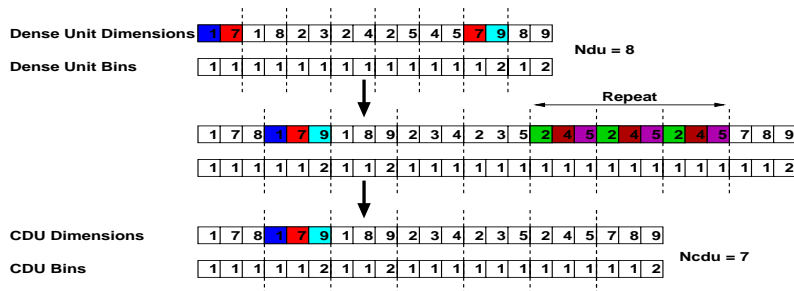 Dense Unit Dimensions 1 7 1 8 2 3 2 4 2 5 4 5 7 9 8 9
Ndu = 8
Dense Unit Bins 1 1 1 1 1 1 1 1 1 1 1 1 1 2 1 2
Repeat
1 7 8 1 7 9 1 8 9 2 3 4 2 3 5 2 4 5 2 4 5 2 4 5 7 8 9
1 1 1 1 1 2 1 1 2 1 1 1 1 1 1 1 1 1 1 1 1 1 1 1 1 1 2
CDU Dimensions 1 7 8 1 7 9 1 8 9 2 3 4 2 3 5 2 4 5 7 8 9
Ncdu = 7
CDU Bins 1 1 1 1 1 2 1 1 2 1 1 1 1 1 1 1 1 1 1 1 2